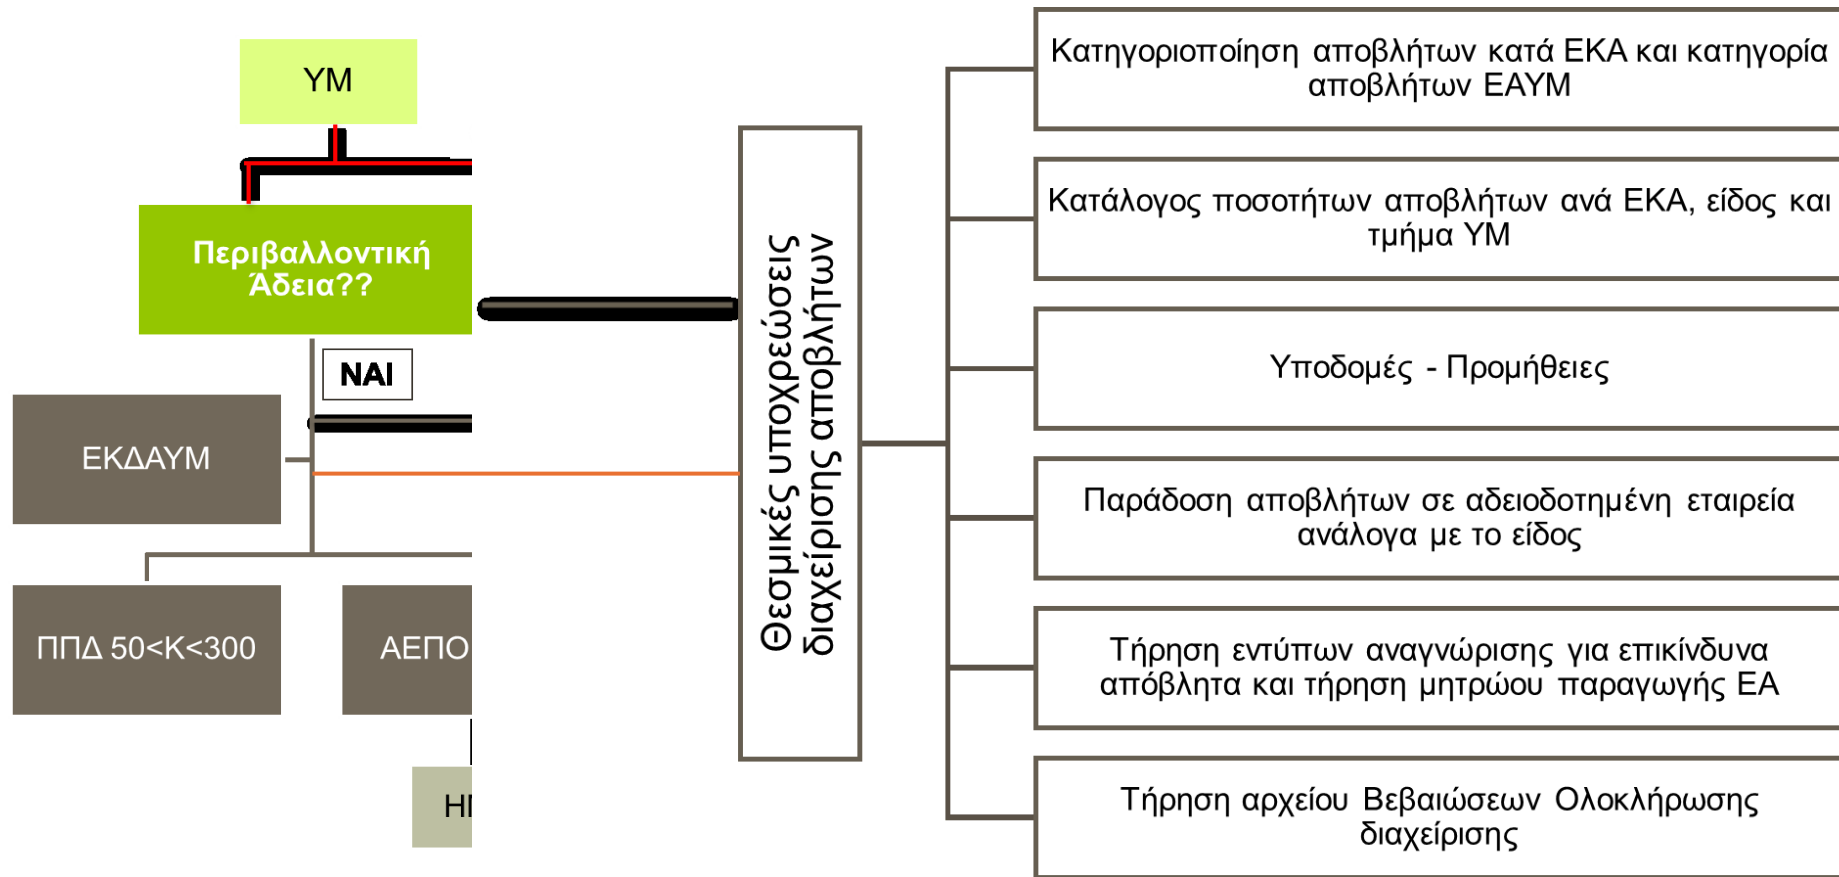 ΥΜ
Περιβαλλοντική
Άδεια??
ΝΑΙ
ΕΚΔΑΥΜ
ΠΠΔ 50<Κ<300
ΑΕΠΟ
Θεσμικές υποχρεώσεις
διαχείρισης αποβλήτων
Κατηγοριοποίηση αποβλήτων κατά ΕΚΑ και κατηγορία
αποβλήτων ΕΑΥΜ
Κατάλογος ποσοτήτων αποβλήτων ανά ΕΚΑ, είδος και
τμήμα ΥΜ
Υποδομές - Προμήθειες
Παράδοση αποβλήτων σε αδειοδοτημένη εταιρεία
ανάλογα με το είδος
Τήρηση εντύπων αναγνώρισης για επικίνδυνα
απόβλητα και τήρηση μητρώου παραγωγής ΕΑ
Τήρηση αρχείου Βεβαιώσεων Ολοκλήρωσης
διαχείρισης